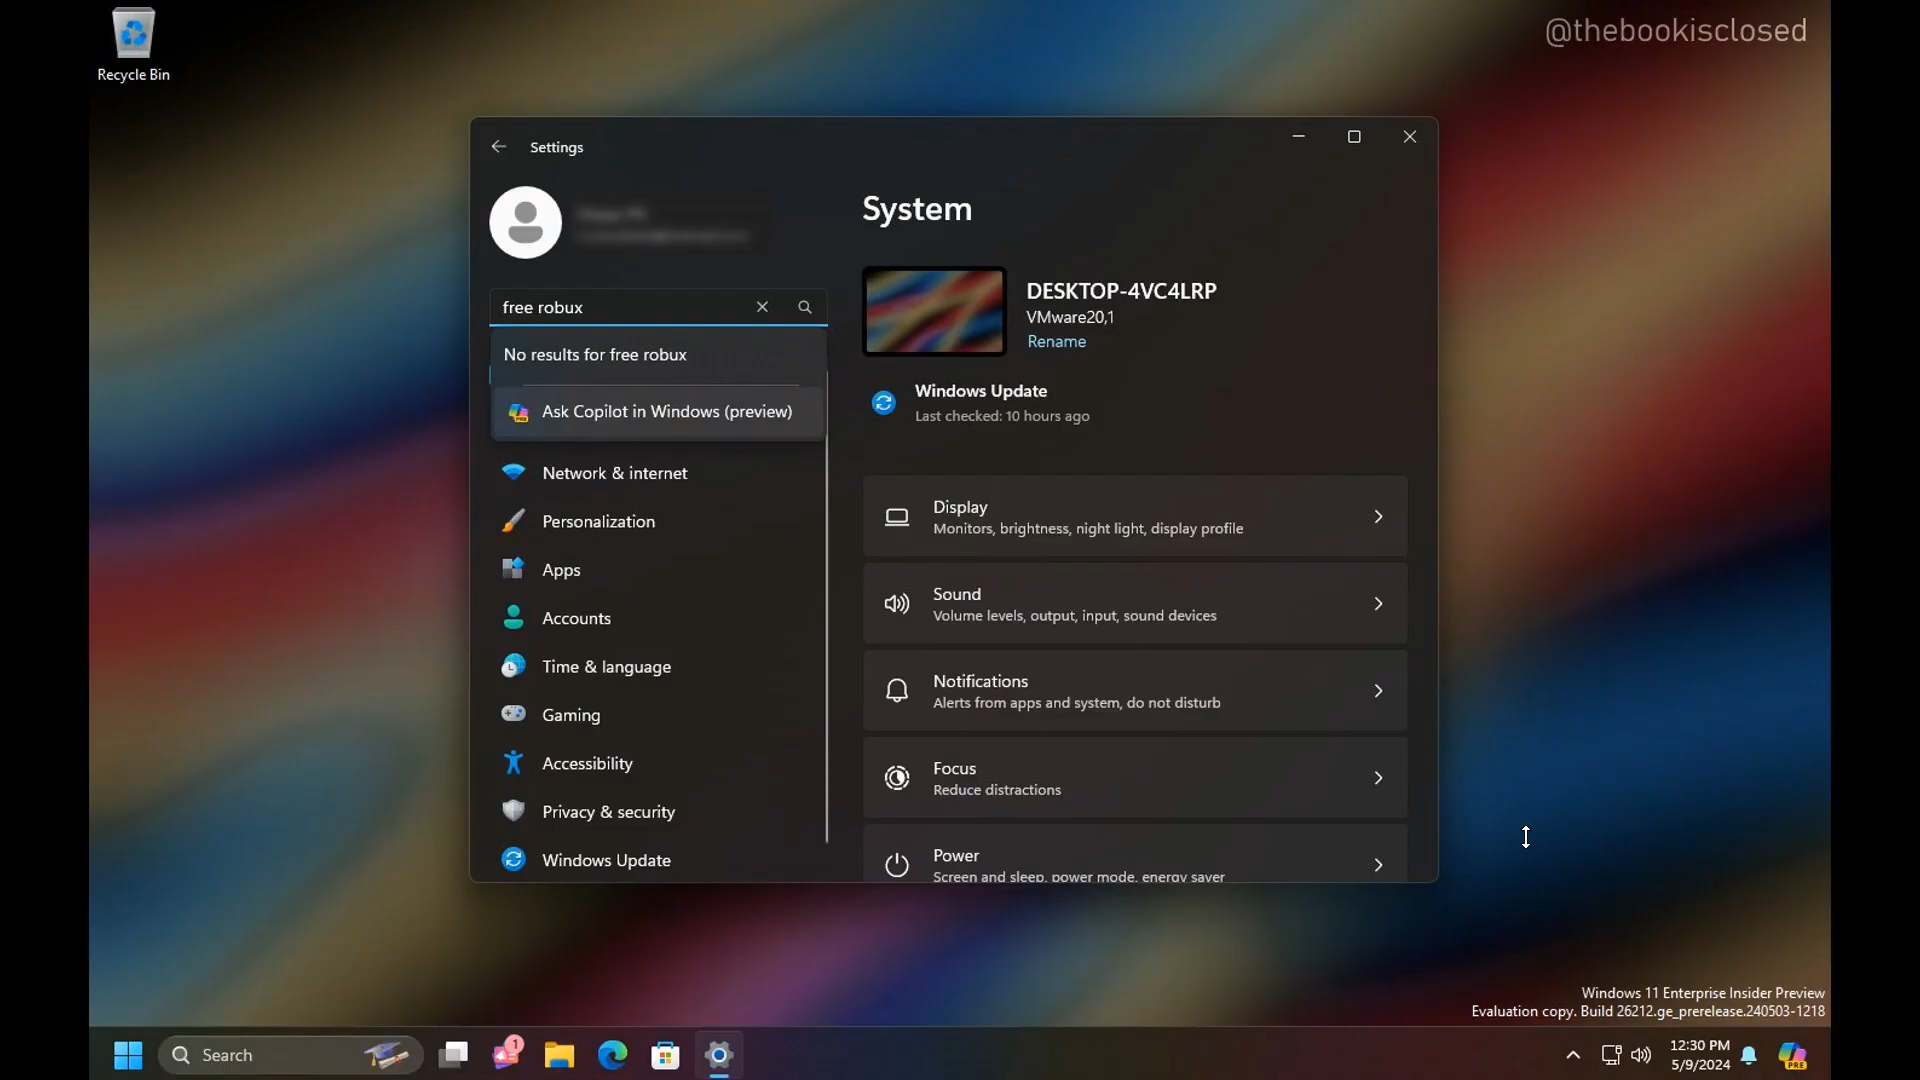 @thebookisclosed
Recycle Bin
Settings
System
DESKTOP-4VC4LRP
VMware20,1
Rename
free robux
No results for free robux
Ask Copilot in Windows (preview)
Windows Update
Last checked: 10 hours ago
Network & internet
Personalization
Apps
Accounts
Time & language
Gaming
Accessibility
Privacy & security
Windows Update
Display
Monitors, brightness, night light, display profile
Sound
Volume levels, output, input, sound devices
Notifications
Alerts from apps and system, do not disturb
Focus
Reduce distractions
Power
Screen and sleep, power mode, energy saver
Windows 11 Enterprise Insider Preview
Evaluation copy. Build 26212.ge_prerelease.240503-1218
Search
1
12:30 PM
5/9/2024
PRE